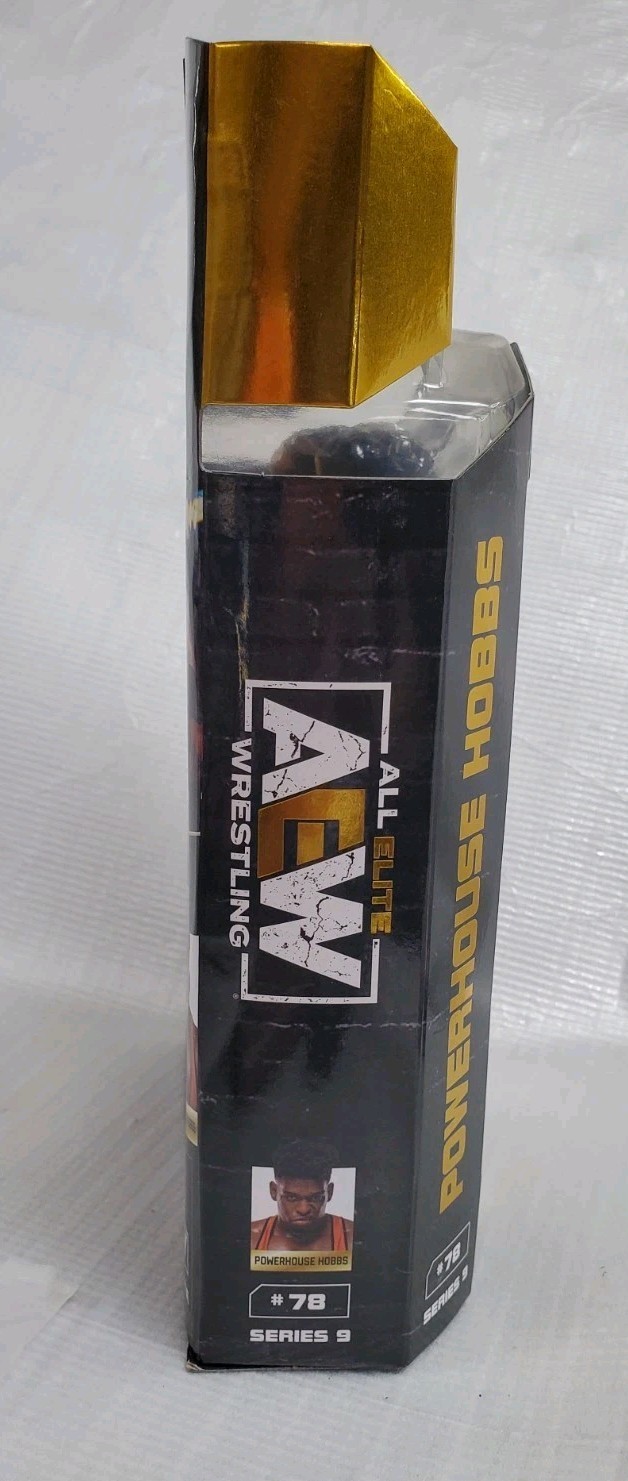 ALL ELITE
AEW
WRESTLING
POWERHOUSE HOBBS
#78
SERIES 9
POWERHOUSE HOBBS
#78
SERIES 9